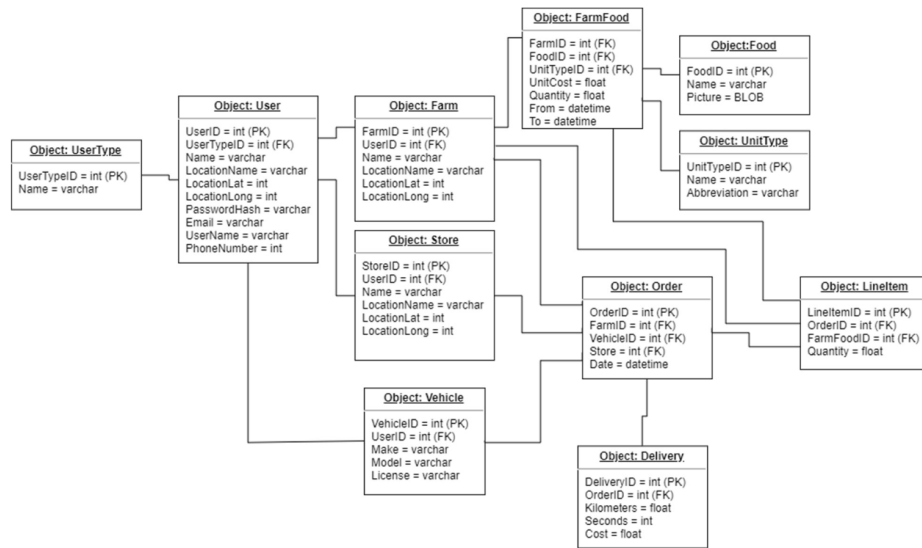 Object: FarmFood
FarmID = int (FK)
FoodID = int (FK)
UnitTypeID = int (FK)
UnitCost = float
Quantity = float
From = datetime
To = datetime
Object:Food
FoodID = int (PK)
Name = varchar
Picture = BLOB
Object: User
UserID = int (PK)
UserTypeID = int (FK)
Name = varchar
LocationName = varchar
LocationLat = int
LocationLong = int
PasswordHash = varchar
Email = varchar
UserName = varchar
PhoneNumber = int
Object: Farm
FarmID = int (PK)
UserID = int (FK)
Name = varchar
LocationName = varchar
LocationLat = int
LocationLong = int
Object: UnitType
UnitTypeID = int (PK)
Name = varchar
Abbreviation = varchar
Object: UserType
UserTypeID = int (PK)
Name = varchar
Object: Store
StoreID = int (PK)
UserID = int (FK)
Name = varchar
LocationName = varchar
LocationLat = int
LocationLong = int
Object: Order
OrderID = int (PK)
FarmID = int (FK)
VehicleID = int (FK)
Store = int (FK)
Date = datetime
Object: LineItem
LineItemID = int (PK)
OrderID = int (FK)
FarmFoodID = int (FK)
Quantity = float
Object: Vehicle
VehicleID = int (PK)
UserID = int (FK)
Make = varchar
Model = varchar
License = varchar
Object: Delivery
DeliveryID = int (PK)
OrderID = int (FK)
Kilometers = float
Seconds = int
Cost = float